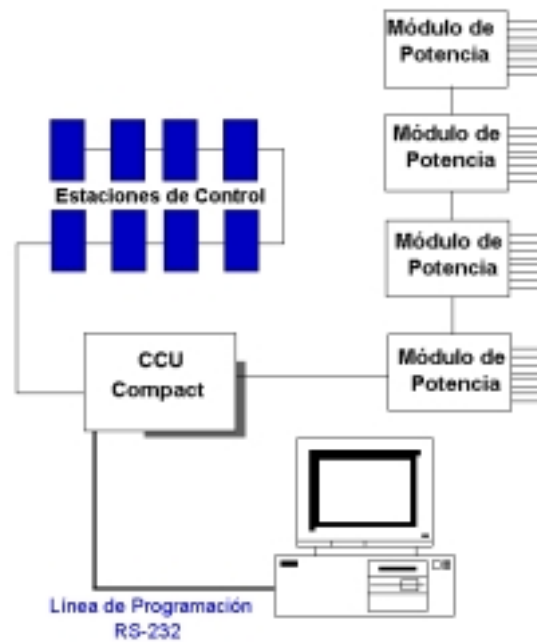 Módulo de
Potencia
Módulo de
Potencia
Estaciones de Control
Módulo de
Potencia
CCU
Compact
Módulo de
Potencia
Línea de Programación
RS-232